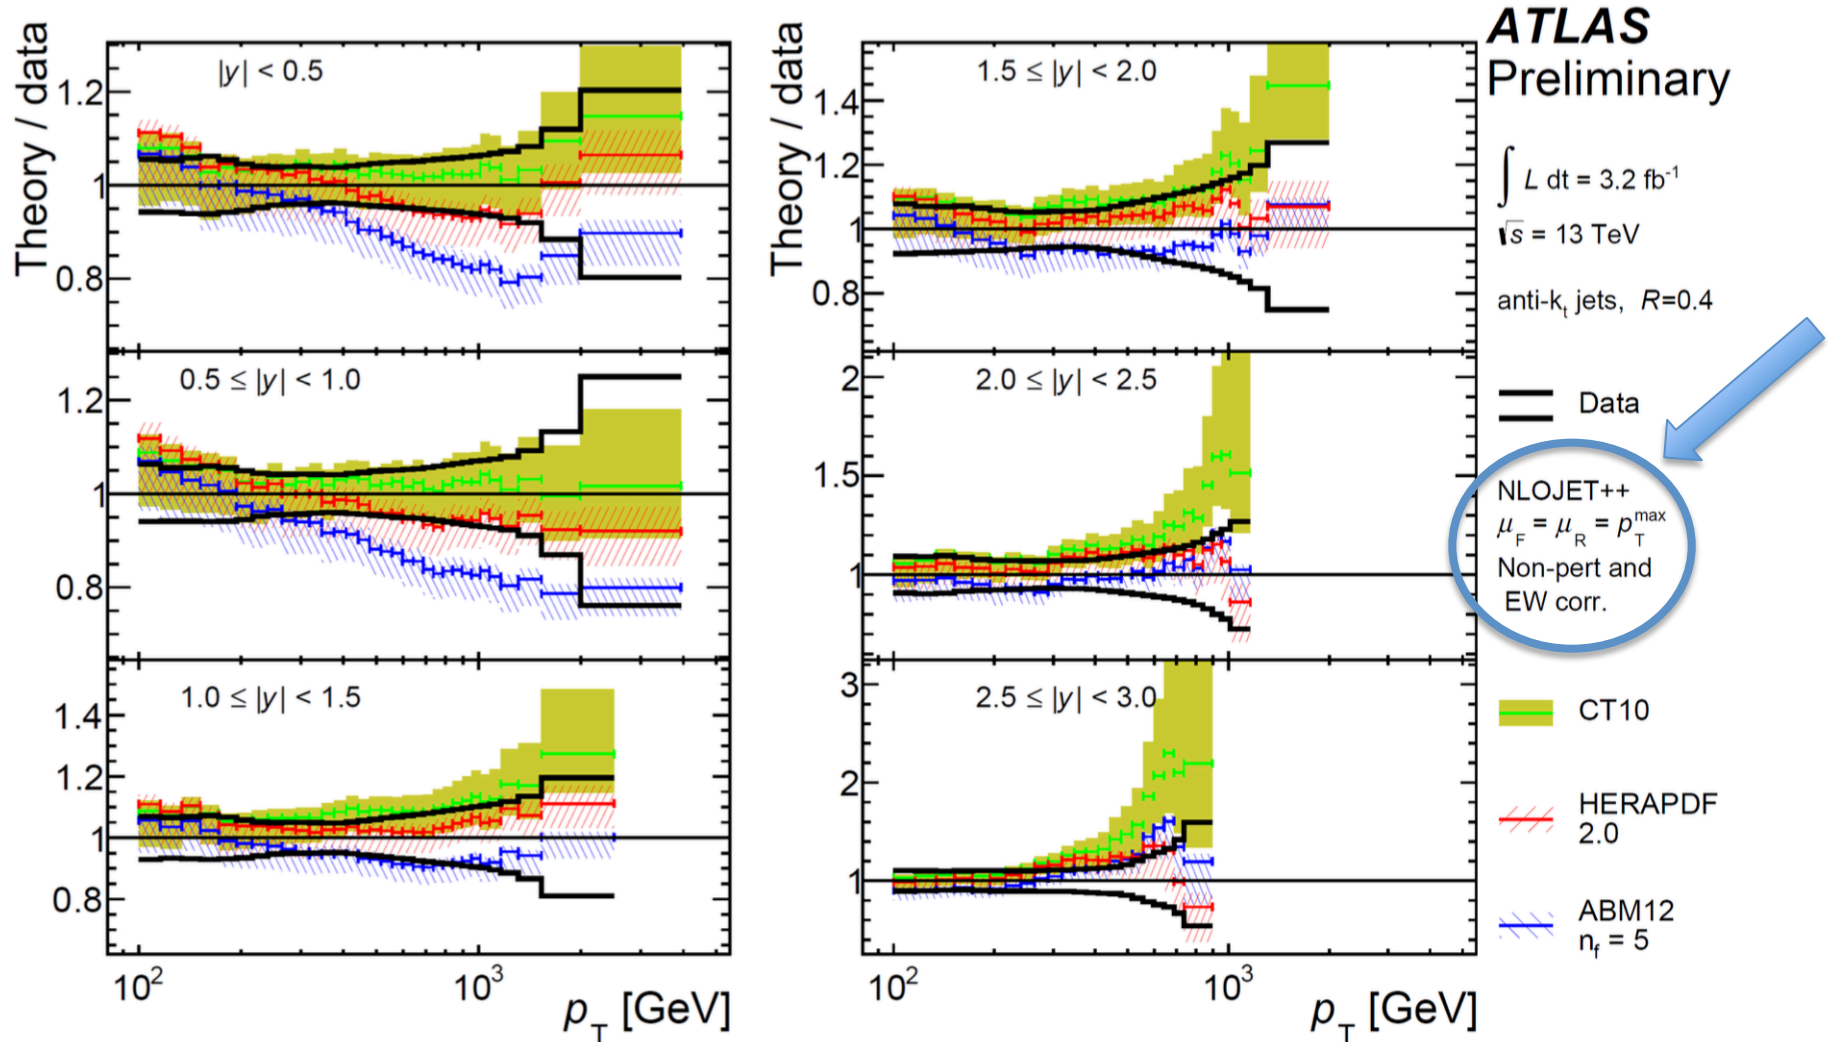 Theory / data
|y| < 0.5
1.2
1
0.8
0.5 ≤ |y| < 1.0
1.2
1
0.8
1.0 ≤ |y| < 1.5
1.4
1.2
1
0.8
10² 10³
p_T [GeV]
Theory / data
1.5 ≤ |y| < 2.0
1.4
1.2
1
0.8
2.0 ≤ |y| < 2.5
2
1.5
1
2.5 ≤ |y| < 3.0
3
2
1
10² 10³
p_T [GeV]
ATLAS
Preliminary
∫ L dt = 3.2 fb⁻¹
√s = 13 TeV
anti-k_t jets, R=0.4
Data
NLOJET++
μ_F = μ_R = p_T^max
Non-pert and
EW corr.
CT10
HERAPDF
2.0
ABM12
n_f = 5